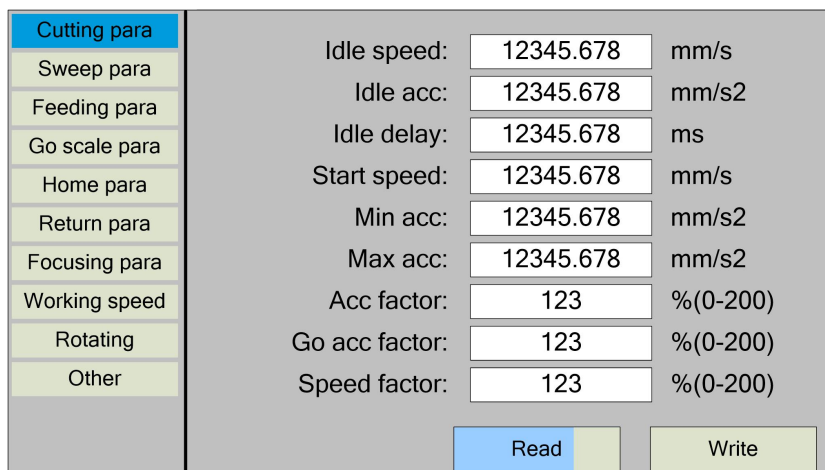 Cutting para
Sweep para
Feeding para
Go scale para
Home para
Return para
Focusing para
Working speed
Rotating
Other
Idle speed: 12345.678 mm/s
Idle acc: 12345.678 mm/s2
Idle delay: 12345.678 ms
Start speed: 12345.678 mm/s
Min acc: 12345.678 mm/s2
Max acc: 12345.678 mm/s2
Acc factor: 123 %(0-200)
Go acc factor: 123 %(0-200)
Speed factor: 123 %(0-200)
Read Write